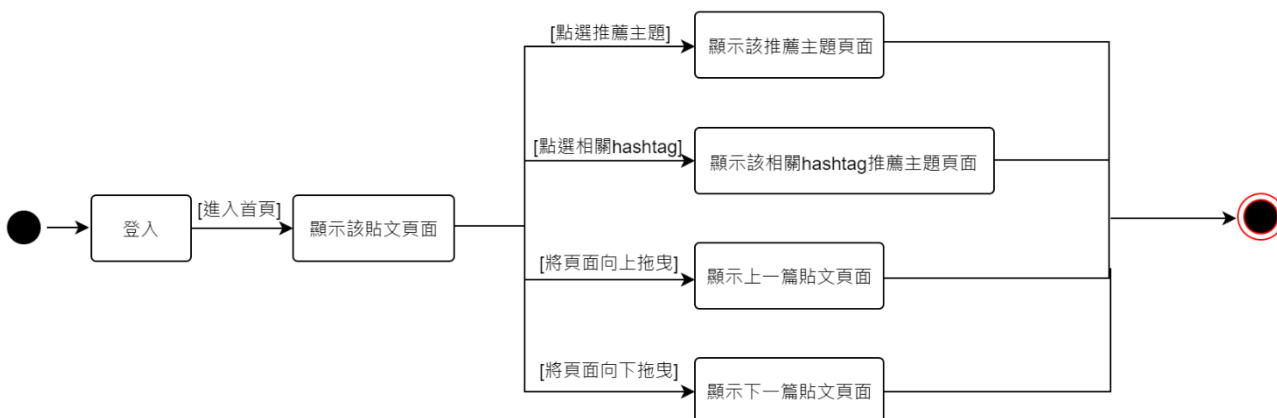 [點選推薦主題]
顯示該推薦主題頁面
[點選相關hashtag]
顯示該相關hashtag推薦主題頁面
登入
[進入首頁]
顯示該貼文頁面
[將頁面向上拖曳]
顯示上一篇貼文頁面
[將頁面向下拖曳]
顯示下一篇貼文頁面